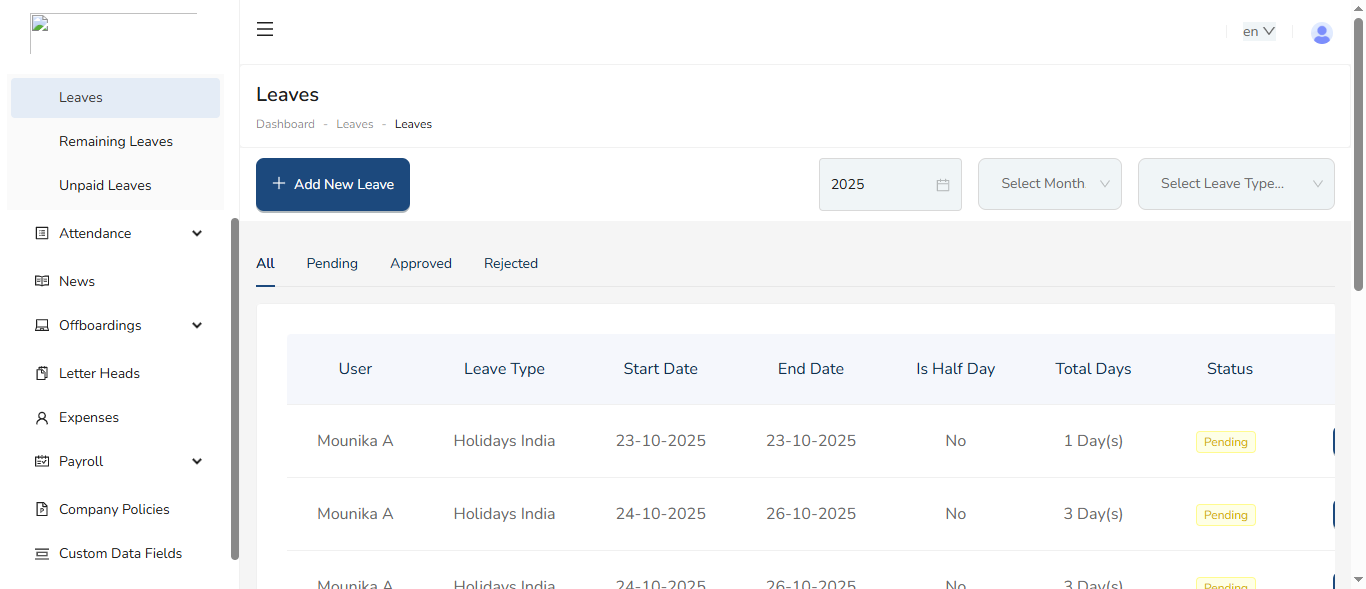 en
Leaves
Remaining Leaves
Unpaid Leaves
Attendance
News
Offboardings
Letter Heads
Expenses
Payroll
Company Policies
Custom Data Fields
Leaves
Dashboard - Leaves - Leaves
+ Add New Leave
2025
Select Month
Select Leave Type...
All Pending Approved Rejected
User Leave Type Start Date End Date Is Half Day Total Days Status
Mounika A Holidays India 23-10-2025 23-10-2025 No 1 Day(s) Pending
Mounika A Holidays India 24-10-2025 26-10-2025 No 3 Day(s) Pending
Mounika A Holidays India 24-10-2025 26-10-2025 No 3 Day(s) Pending